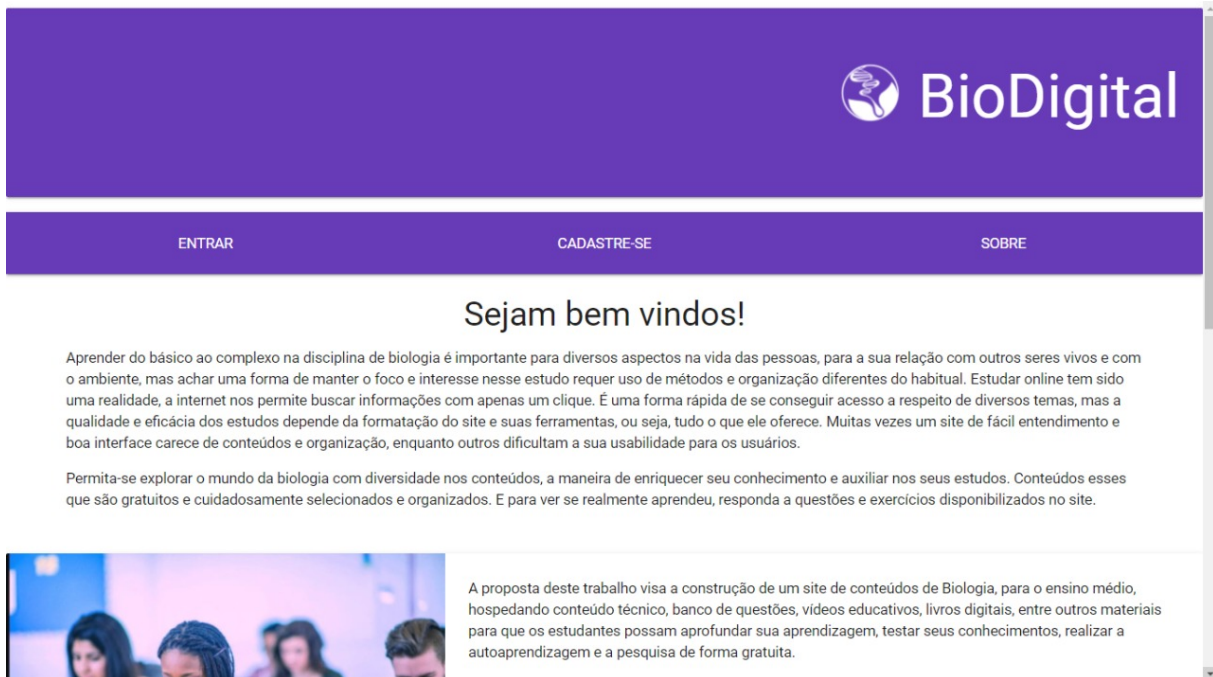 BioDigital
ENTRAR
CADASTRE-SE
SOBRE
Sejam bem vindos!
Aprender do básico ao complexo na disciplina de biologia é importante para diversos aspectos na vida das pessoas, para a sua relação com outros seres vivos e com
o ambiente, mas achar uma forma de manter o foco e interesse nesse estudo requer uso de métodos e organização diferentes do habitual. Estudar online tem sido
uma realidade, a internet nos permite buscar informações com apenas um clique. É uma forma rápida de se conseguir acesso a respeito de diversos temas, mas a
qualidade e eficácia dos estudos depende da formatação do site e suas ferramentas, ou seja, tudo o que ele oferece. Muitas vezes um site de fácil entendimento e
boa interface carece de conteúdos e organização, enquanto outros dificultam a sua usabilidade para os usuários.
Permita-se explorar o mundo da biologia com diversidade nos conteúdos, a maneira de enriquecer seu conhecimento e auxiliar nos seus estudos. Conteúdos esses
que são gratuitos e cuidadosamente selecionados e organizados. E para ver se realmente aprendeu, responda a questões e exercícios disponibilizados no site.
A proposta deste trabalho visa a construção de um site de conteúdos de Biologia, para o ensino médio,
hospedando conteúdo técnico, banco de questões, vídeos educativos, livros digitais, entre outros materiais
para que os estudantes possam aprofundar sua aprendizagem, testar seus conhecimentos, realizar a
autoaprendizagem e a pesquisa de forma gratuita.